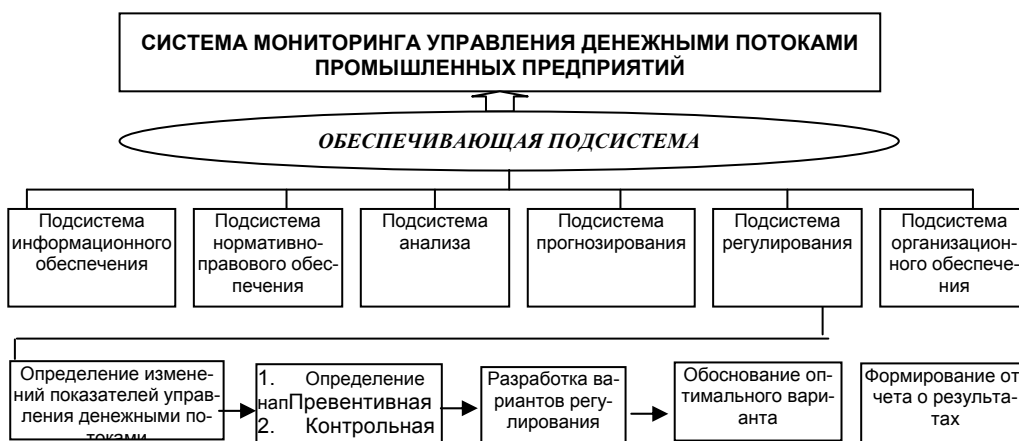 СИСТЕМА МОНИТОРИНГА УПРАВЛЕНИЯ ДЕНЕЖНЫМИ ПОТОКАМИ
ПРОМЫШЛЕННЫХ ПРЕДПРИЯТИЙ
ОБЕСПЕЧИВАЮЩАЯ ПОДСИСТЕМА
Подсистема
информационного
обеспечения
Подсистема
нормативно-
правового обес-
печения
Подсистема
анализа
Подсистема
прогнозирования
Подсистема
регулирования
Подсистема
организацион-
ного обеспече-
ния
Определение измене-
ний показателей управ-
ления денежными по-
токами
1. Определение
напПревентивная
2. Контрольная
Разработка ва-
риантов регу-
лирования
Обоснование оп-
тимального вари-
анта
Формирование от
чета о результа-
тах